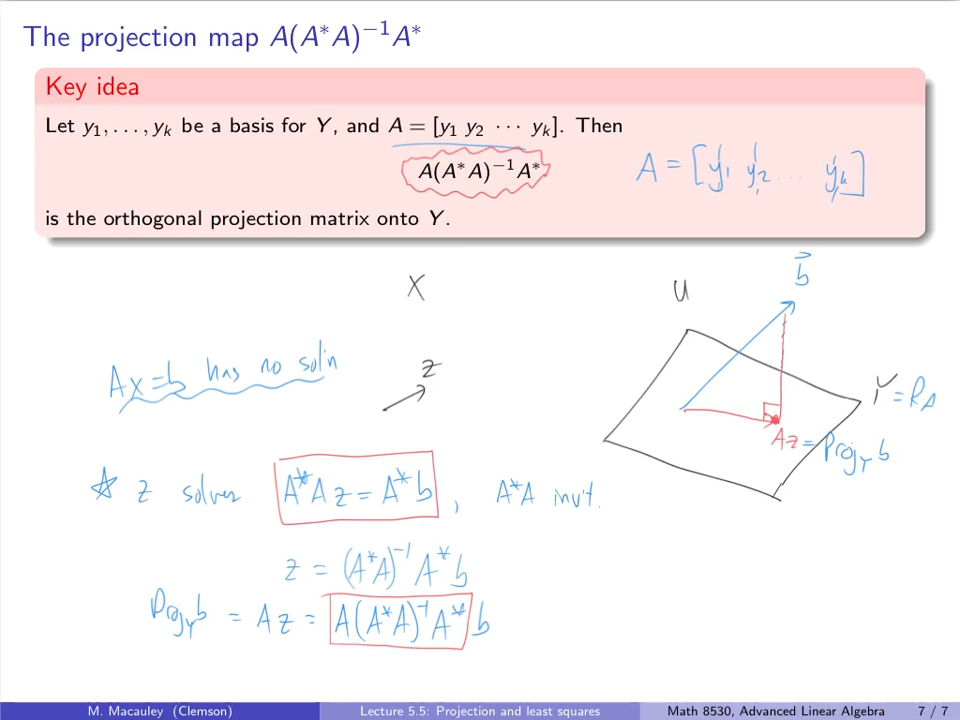 The projection map A(A*A)⁻¹A*
Key idea
Let y₁, . . . , yₖ be a basis for Y, and A = [y₁ y₂ ··· yₖ]. Then
A(A*A)⁻¹A*
A = [y₁ y₂ ... yₖ]
is the orthogonal projection matrix onto Y.
X
U
b
Ax=b has no sol'n
z
Y = R_A
Az = Proj_Y b
☆ z solves A*Az = A*b, A*A inv't.
z = (A*A)⁻¹A*b
Proj_Y b = Az = A(A*A)⁻¹A*b
M. Macauley (Clemson)
Lecture 5.5: Projection and least squares
Math 8530, Advanced Linear Algebra
7 / 7